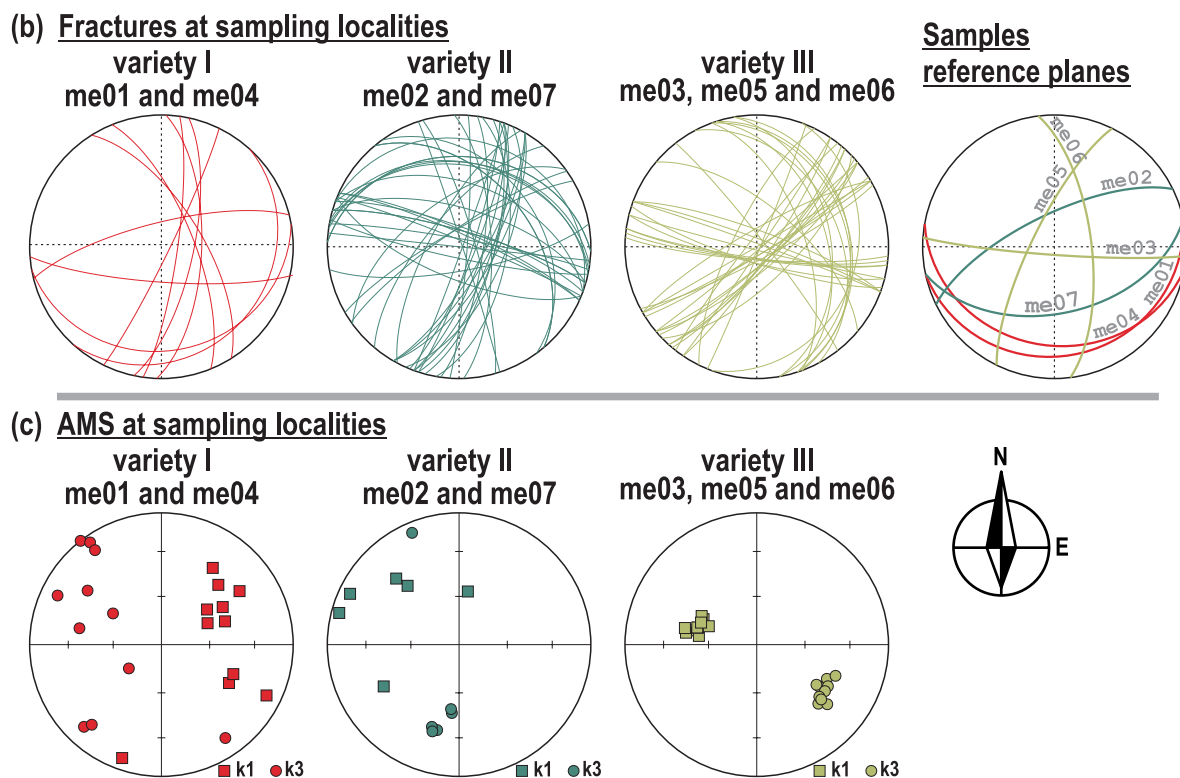 (b) Fractures at sampling localities
variety I
me01 and me04
variety II
me02 and me07
variety III
me03, me05 and me06
Samples
reference planes
me06
me05
me02
me03
me01
me07
me04
(c) AMS at sampling localities
variety I
me01 and me04
variety II
me02 and me07
variety III
me03, me05 and me06
N
E
k1 k3
k1 k3
k1 k3